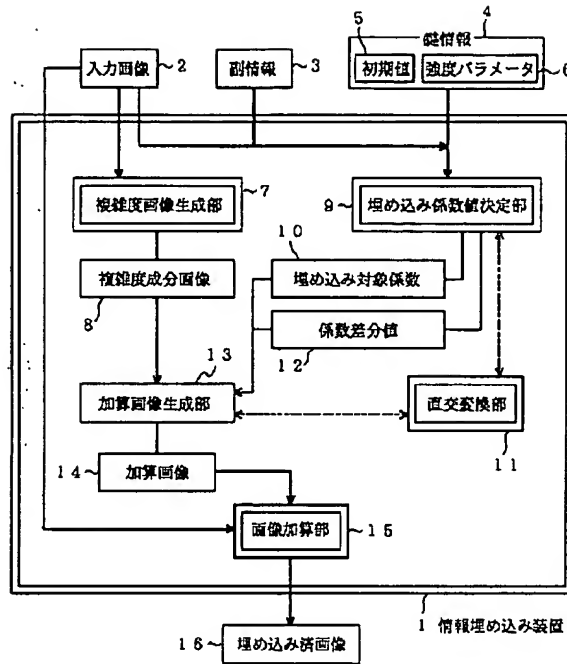 5
4
鍵情報
入力画像 2
副情報 3
初期値 強度パラメータ 6
複雑度画像生成部 7
9 埋め込み係数値決定部
10
複雑度成分画像
8
埋め込み対象係数
係数差分値
12
13
加算画像生成部
直交変換部
11
14 加算画像
画像加算部 15
1 情報埋め込み装置
16 埋め込み済画像